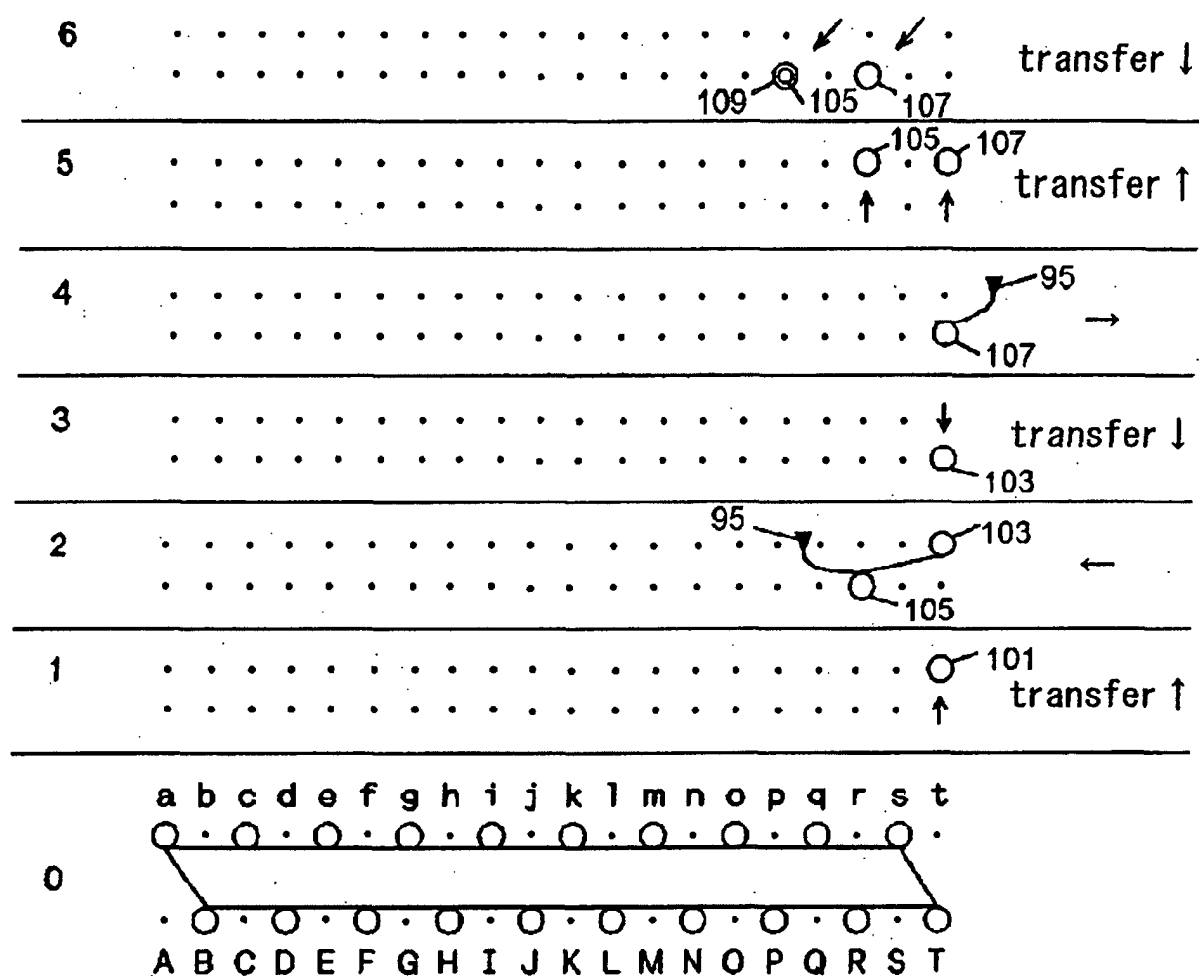 6 transfer ↓
109 105 107
5 105 107 transfer ↑
4 95 →
107
3 transfer ↓
103
2 95 103 ←
105
1 101 transfer ↑
a b c d e f g h i j k l m n o p q r s t
0
A B C D E F G H I J K L M N O P Q R S T